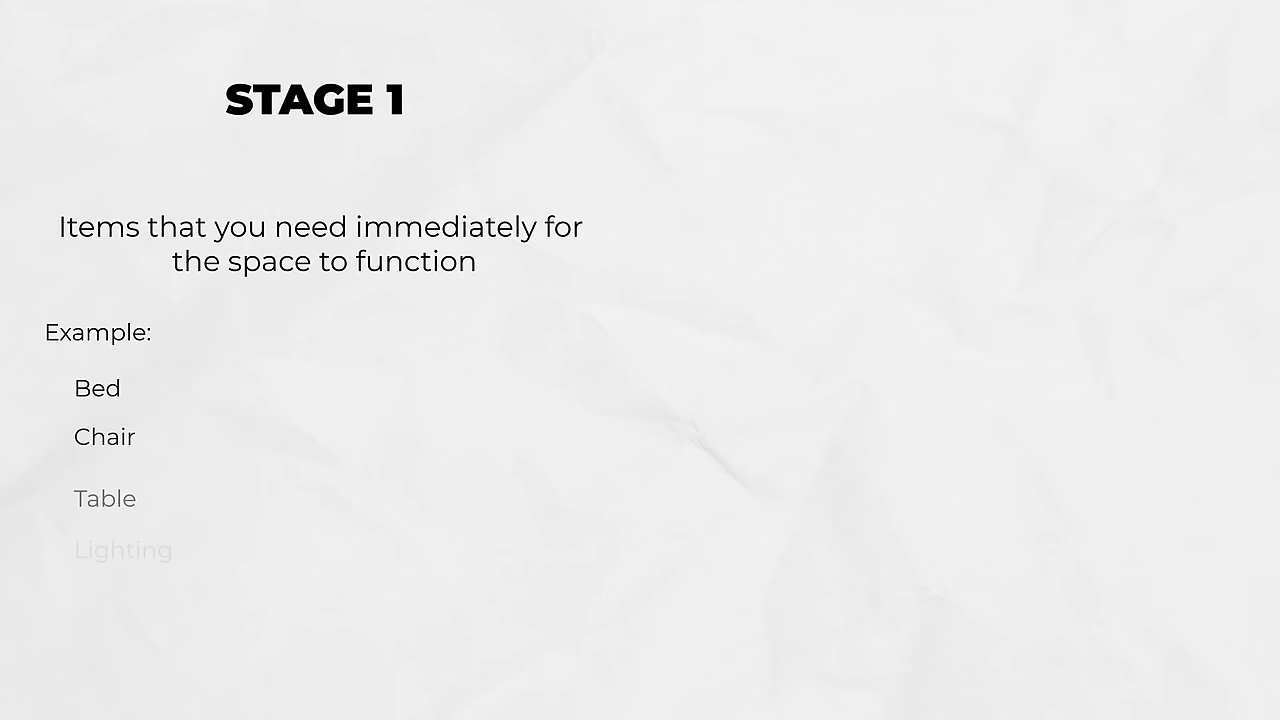 STAGE 1
Items that you need immediately for
the space to function
Example:
Bed
Chair
Table
Lighting